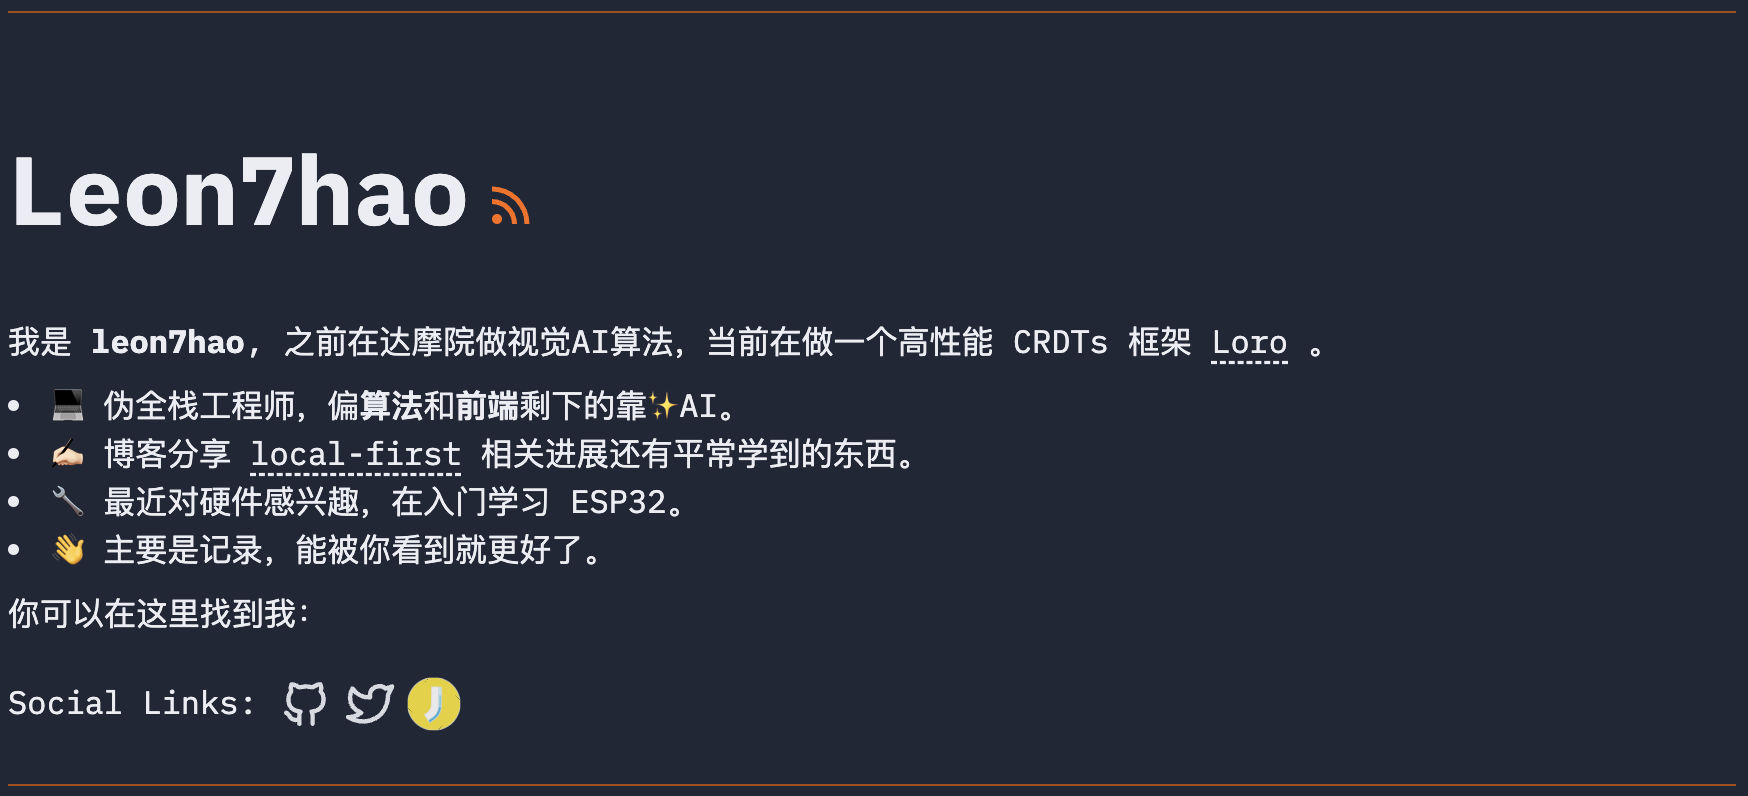 Leon7hao
我是 leon7hao, 之前在达摩院做视觉AI算法，当前在做一个高性能 CRDTs 框架 Loro 。
• 💻 伪全栈工程师，偏算法和前端剩下的靠✨AI。
• ✍🏻 博客分享 local-first 相关进展还有平常学到的东西。
• 🔧 最近对硬件感兴趣，在入门学习 ESP32。
• 👋 主要是记录，能被你看到就更好了。
你可以在这里找到我：
Social Links: